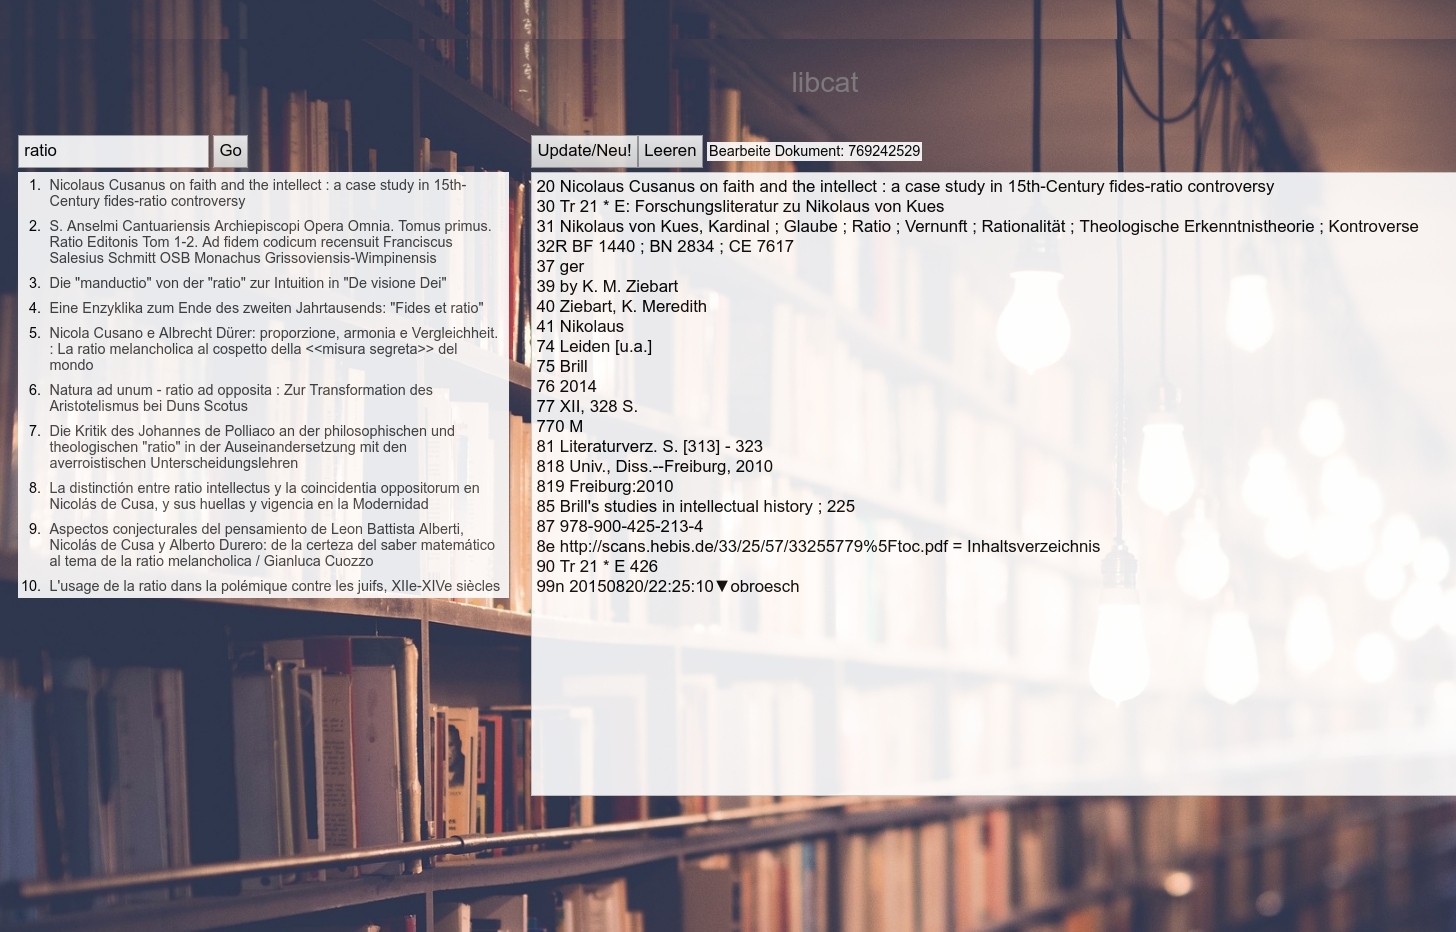 libcat
ratio
Go
Update/Neu!
Leeren
Bearbeite Dokument: 769242529
1. Nicolaus Cusanus on faith and the intellect : a case study in 15th-
Century fides-ratio controversy
2. S. Anselmi Cantuariensis Archiepiscopi Opera Omnia. Tomus primus.
Ratio Editonis Tom 1-2. Ad fidem codicum recensuit Franciscus
Salesius Schmitt OSB Monachus Grissoviensis-Wimpinensis
3. Die "manductio" von der "ratio" zur Intuition in "De visione Dei"
4. Eine Enzyklika zum Ende des zweiten Jahrtausends: "Fides et ratio"
5. Nicola Cusano e Albrecht Dürer: proporzione, armonia e Vergleichheit.
: La ratio melancholica al cospetto della <<misura segreta>> del
mondo
6. Natura ad unum - ratio ad opposita : Zur Transformation des
Aristotelismus bei Duns Scotus
7. Die Kritik des Johannes de Polliaco an der philosophischen und
theologischen "ratio" in der Auseinandersetzung mit den
averroistischen Unterscheidungslehren
8. La distinctión entre ratio intellectus y la coincidentia oppositorum en
Nicolás de Cusa, y sus huellas y vigencia en la Modernidad
9. Aspectos conjecturales del pensamiento de Leon Battista Alberti,
Nicolás de Cusa y Alberto Durero: de la certeza del saber matemático
al tema de la ratio melancholica / Gianluca Cuozzo
10. L'usage de la ratio dans la polémique contre les juifs, XIIe-XIVe siècles
20 Nicolaus Cusanus on faith and the intellect : a case study in 15th-Century fides-ratio controversy
30 Tr 21 * E: Forschungsliteratur zu Nikolaus von Kues
31 Nikolaus von Kues, Kardinal ; Glaube ; Ratio ; Vernunft ; Rationalität ; Theologische Erkenntnistheorie ; Kontroverse
32R BF 1440 ; BN 2834 ; CE 7617
37 ger
39 by K. M. Ziebart
40 Ziebart, K. Meredith
41 Nikolaus
74 Leiden [u.a.]
75 Brill
76 2014
77 XII, 328 S.
770 M
81 Literaturverz. S. [313] - 323
818 Univ., Diss.--Freiburg, 2010
819 Freiburg:2010
85 Brill's studies in intellectual history ; 225
87 978-900-425-213-4
8e http://scans.hebis.de/33/25/57/33255779%5Ftoc.pdf = Inhaltsverzeichnis
90 Tr 21 * E 426
99n 20150820/22:25:10▼obroesch